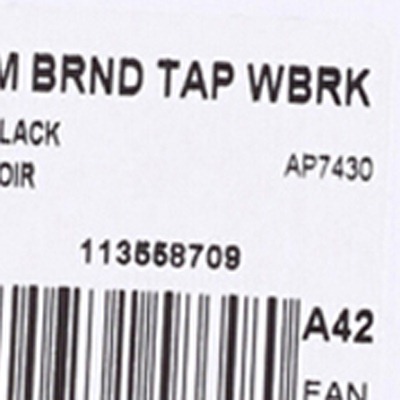 M BRND TAP WBRK
LACK
OIR
AP7430
113558709
A42
EAN